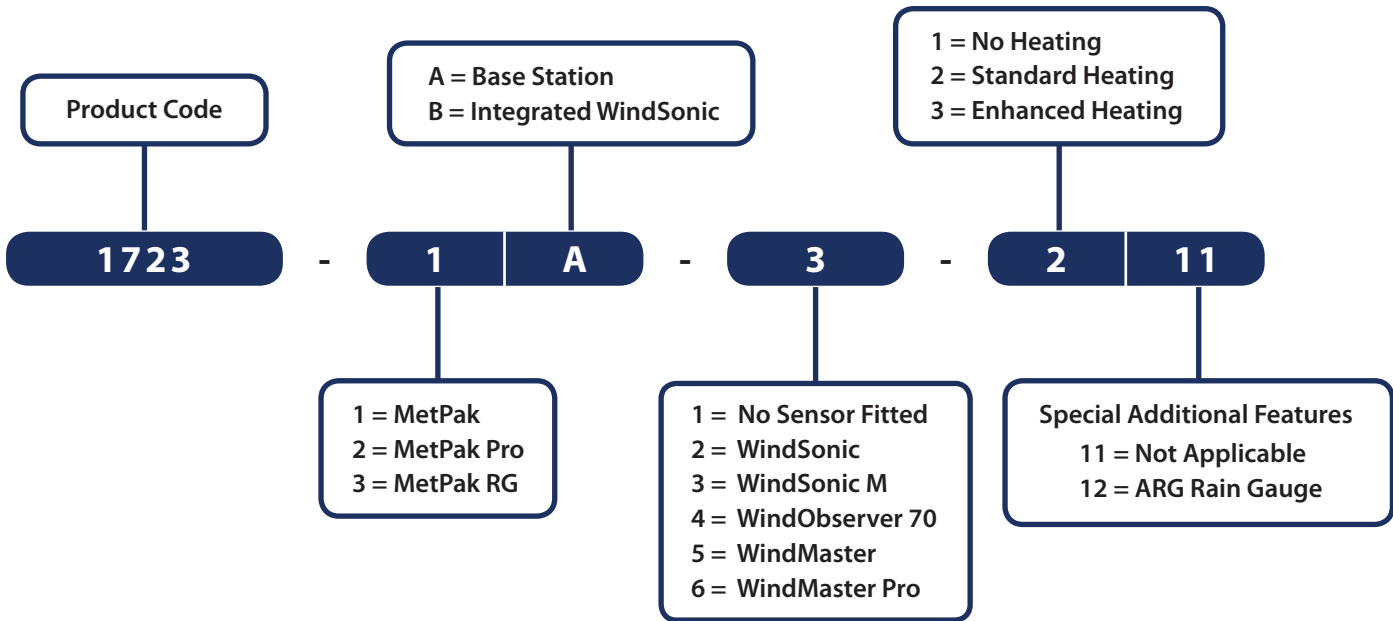 Product Code
A = Base Station
B = Integrated WindSonic
1 = No Heating
2 = Standard Heating
3 = Enhanced Heating
1723 - 1 A - 3 - 2 11
1 = MetPak
2 = MetPak Pro
3 = MetPak RG
1 = No Sensor Fitted
2 = WindSonic
3 = WindSonic M
4 = WindObserver 70
5 = WindMaster
6 = WindMaster Pro
Special Additional Features
11 = Not Applicable
12 = ARG Rain Gauge